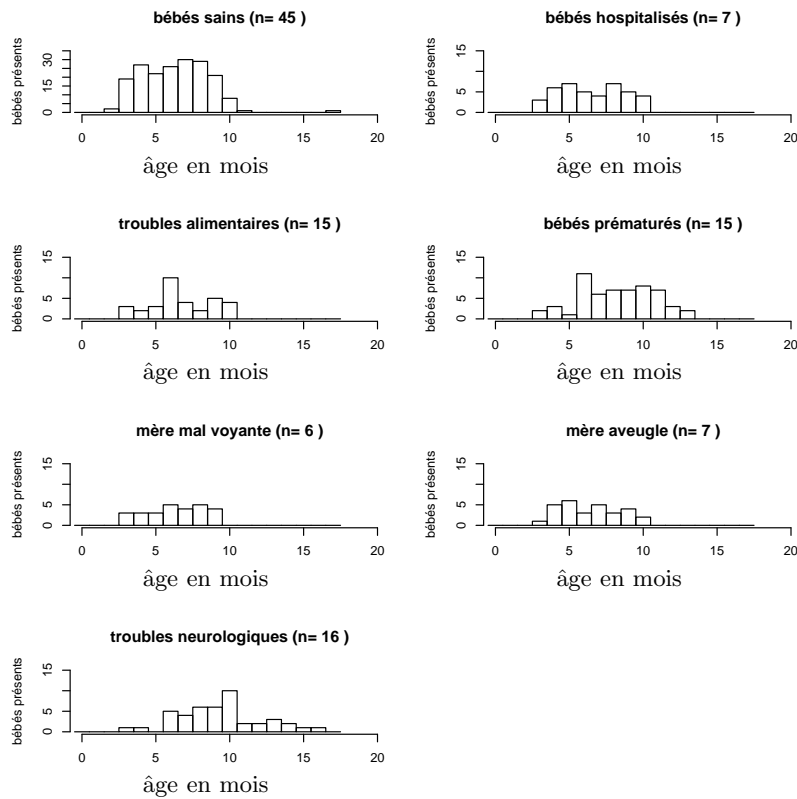 bébés sains (n= 45 )
bébés présents
0 15 30
0 5 10 15 20
âge en mois
bébés hospitalisés (n= 7 )
bébés présents
0 5 15
0 5 10 15 20
âge en mois
troubles alimentaires (n= 15 )
bébés présents
0 5 15
0 5 10 15 20
âge en mois
bébés prématurés (n= 15 )
bébés présents
0 5 15
0 5 10 15 20
âge en mois
mère mal voyante (n= 6 )
bébés présents
0 5 15
0 5 10 15 20
âge en mois
mère aveugle (n= 7 )
bébés présents
0 5 15
0 5 10 15 20
âge en mois
troubles neurologiques (n= 16 )
bébés présents
0 5 15
0 5 10 15 20
âge en mois